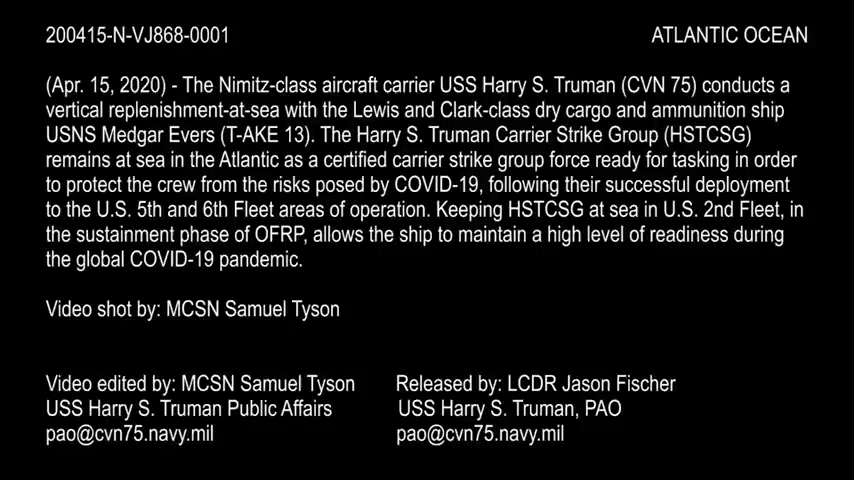 200415-N-VJ868-0001 ATLANTIC OCEAN
(Apr. 15, 2020) - The Nimitz-class aircraft carrier USS Harry S. Truman (CVN 75) conducts a
vertical replenishment-at-sea with the Lewis and Clark-class dry cargo and ammunition ship
USNS Medgar Evers (T-AKE 13). The Harry S. Truman Carrier Strike Group (HSTCSG)
remains at sea in the Atlantic as a certified carrier strike group force ready for tasking in order
to protect the crew from the risks posed by COVID-19, following their successful deployment
to the U.S. 5th and 6th Fleet areas of operation. Keeping HSTCSG at sea in U.S. 2nd Fleet, in
the sustainment phase of OFRP, allows the ship to maintain a high level of readiness during
the global COVID-19 pandemic.
Video shot by: MCSN Samuel Tyson
Video edited by: MCSN Samuel Tyson
USS Harry S. Truman Public Affairs
pao@cvn75.navy.mil
Released by: LCDR Jason Fischer
USS Harry S. Truman, PAO
pao@cvn75.navy.mil